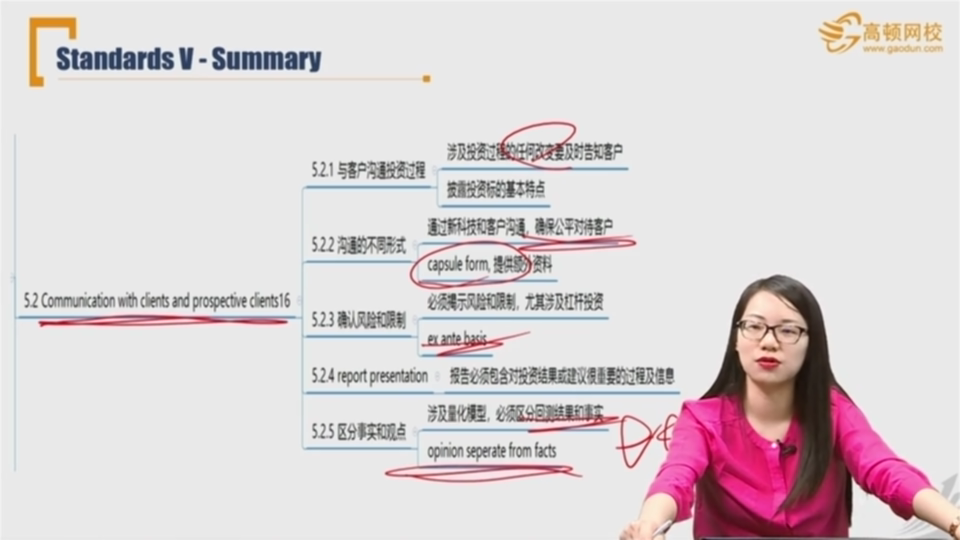 Standards V - Summary
高顿网校
www.gaodun.com
5.2 Communication with clients and prospective clients16
5.2.1 与客户沟通投资过程
涉及投资过程的任何改变要及时告知客户
披露投资标的基本特点
5.2.2 沟通的不同形式
通过新科技和客户沟通，确保公平对待客户
capsule form, 提供额外资料
5.2.3 确认风险和限制
必须揭示风险和限制，尤其涉及杠杆投资
ex ante basis
5.2.4 report presentation
报告必须包含对投资结果或建议很重要的过程及信息
5.2.5 区分事实和观点
涉及量化模型，必须区分回测结果和事实
opinion seperate from facts